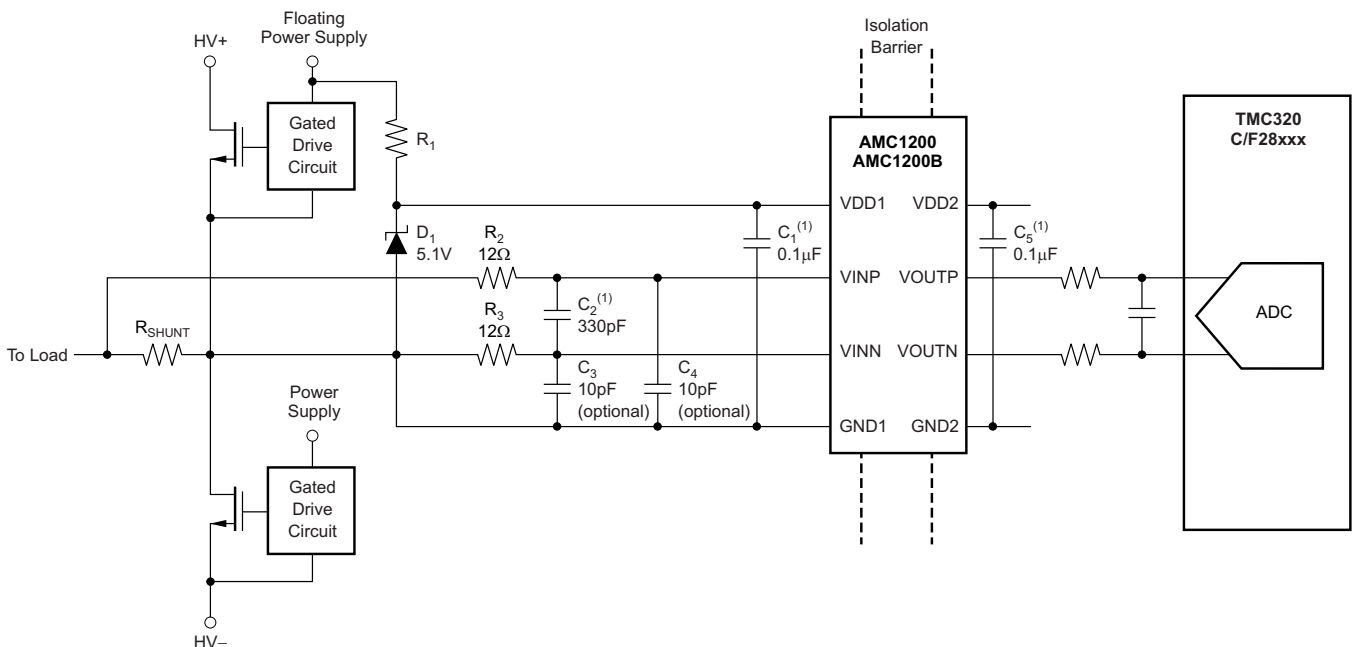 Floating
Power Supply
HV+
Isolation
Barrier
Gated
Drive
Circuit
R1
AMC1200
AMC1200B
TMC320
C/F28xxx
VDD1
VDD2
D1
5.1V
R2
12Ω
C1(1)
0.1μF
C5(1)
0.1μF
VINP
VOUTP
C2(1)
330pF
R3
12Ω
ADC
RSHUNT
To Load
VINN
VOUTN
C3
10pF
(optional)
C4
10pF
(optional)
Power
Supply
GND1
GND2
Gated
Drive
Circuit
HV−